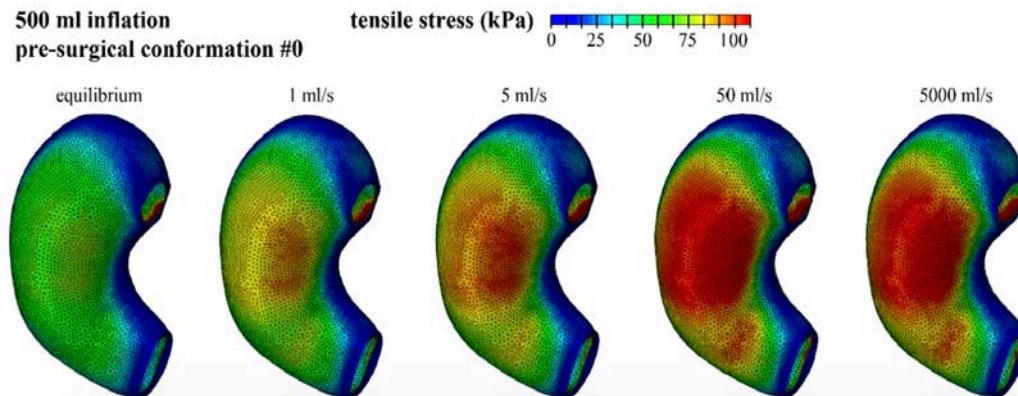 500 ml inflation
pre-surgical conformation #0
tensile stress (kPa)
0 25 50 75 100
equilibrium
1 ml/s
5 ml/s
50 ml/s
5000 ml/s